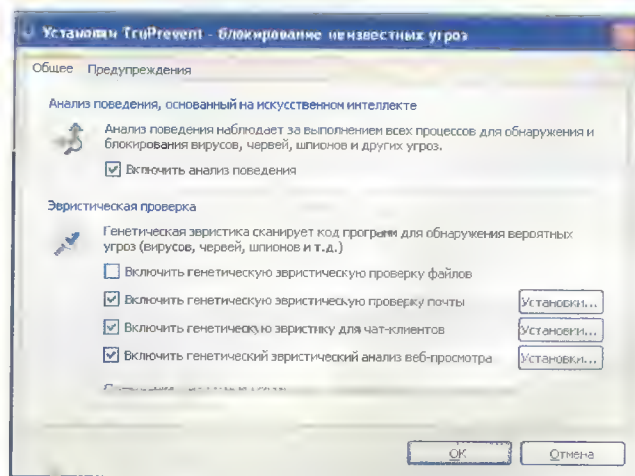 Установки TruPrevent - блокирование неизвестных угроз
Общее Предупреждения
Анализ поведения, основанный на искусственном интеллекте
Анализ поведения наблюдает за выполнением всех процессов для обнаружения и
блокирования вирусов, червей, шпионов и других угроз.
Включить анализ поведения
Эвристическая проверка
Генетическая эвристика сканирует код програми для обнаружения вероятных
угроз (вирусов, червей, шпионов и т.д.)
Включить генетическую эвристическую проверку файлов
Включить генетическую эвристическую проверку почты Установки...
Включить генетическую эвристику для чат-клиентов Установки...
Включить генетический эвристический анализ веб-просмотра Установки...
OK Отмена